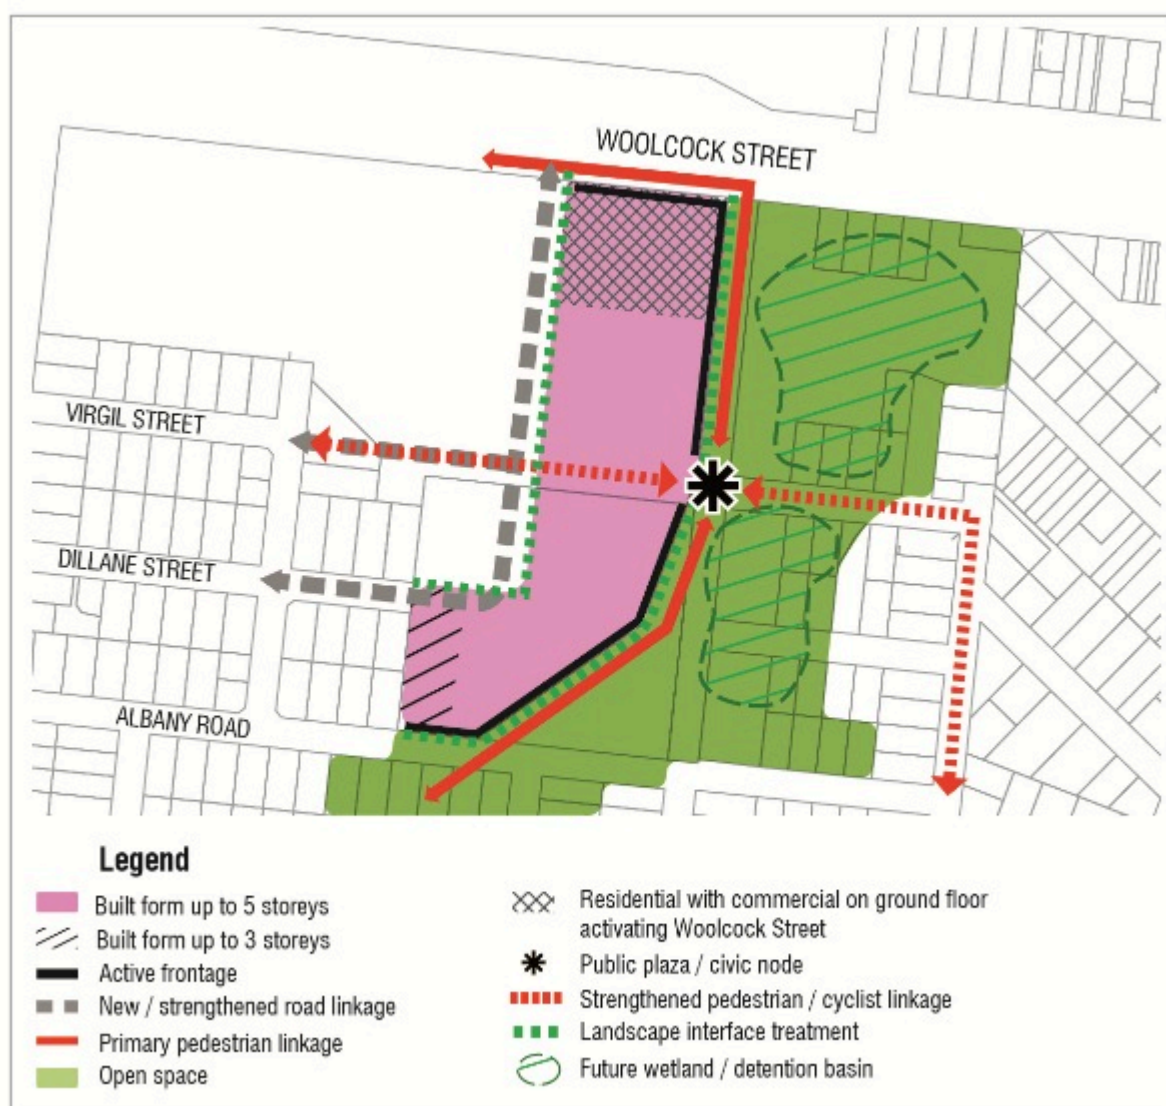 WOOLCOCK STREET
VIRGIL STREET
DILLANE STREET
ALBANY ROAD
Legend
Built form up to 5 storeys
Built form up to 3 storeys
Active frontage
New / strengthened road linkage
Primary pedestrian linkage
Open space
Residential with commercial on ground floor
activating Woolcock Street
Public plaza / civic node
Strengthened pedestrian / cyclist linkage
Landscape interface treatment
Future wetland / detention basin